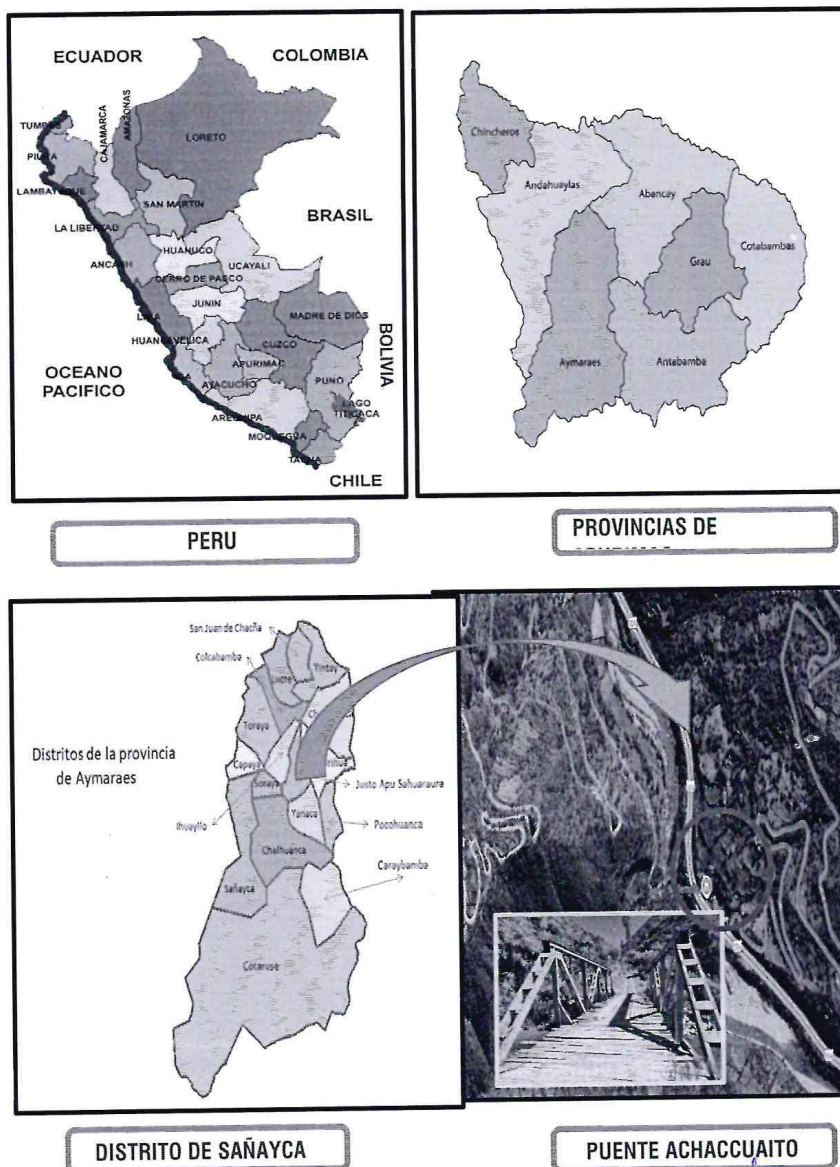 ECUADOR
COLOMBIA
TUMBES
PIURA
LAMBAYEQUE
CAJAMARCA
AMAZONAS
LORETO
SAN MARTIN
LA LIBERTAD
BRASIL
HUANUCO
ANCASH
UCAYALI
CERRO DE PASCO
JUNIN
LIMA
MADRE DE DIOS
HUANCAVELICA
CUZCO
OCEANO
PACIFICO
APURIMAC
AYACUCHO
PUNO
BOLIVIA
LAGO
TITICACA
AREQUIPA
MOQUEGUA
TACNA
CHILE
PERU
Chincheros
Andahuaylas
Abancay
Cotabambas
Grau
Aymaraes
Antabamba
PROVINCIAS DE
San Juan de Chacña
Colcabamba
Yintay
Lucre
Toraya
Distritos de la provincia
de Aymaraes
Capaya
Soraya
Justo Apu Sahuaraura
Ihuayllo
Yanaca
Pocohuanca
Chalhuanca
Caraybamba
Sañayca
Cotaruse
DISTRITO DE SAÑAYCA
PUENTE ACHACCUAITO